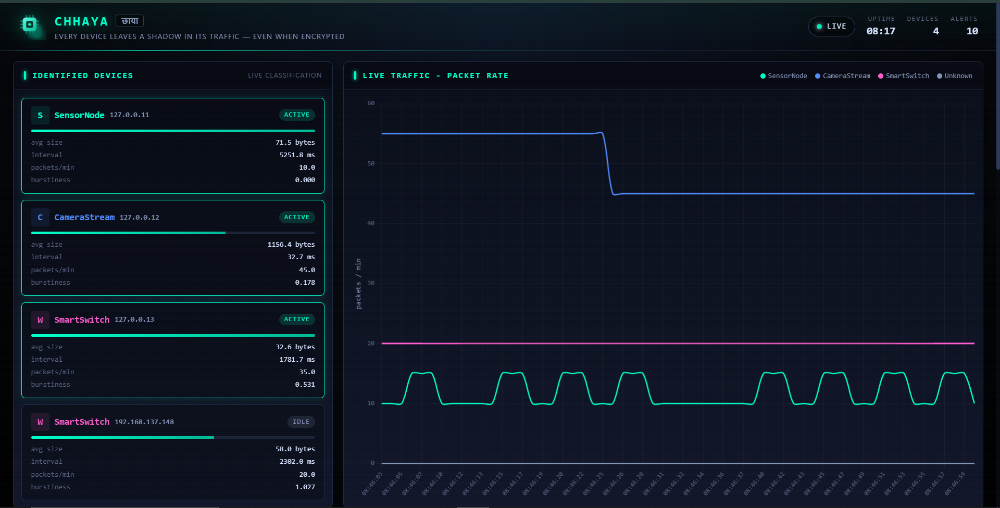 CHHAYA छाया
EVERY DEVICE LEAVES A SHADOW IN ITS TRAFFIC — EVEN WHEN ENCRYPTED
LIVE
UPTIME DEVICES ALERTS
08:17 4 10
IDENTIFIED DEVICES LIVE CLASSIFICATION
S SensorNode 127.0.0.11 ACTIVE
avg size 71.5 bytes
interval 5251.8 ms
packets/min 10.0
burstiness 0.000
C CameraStream 127.0.0.12 ACTIVE
avg size 1156.4 bytes
interval 32.7 ms
packets/min 45.0
burstiness 0.178
W SmartSwitch 127.0.0.13 ACTIVE
avg size 32.6 bytes
interval 1781.7 ms
packets/min 35.0
burstiness 0.531
W SmartSwitch 192.168.137.148 IDLE
avg size 58.0 bytes
interval 2302.0 ms
packets/min 20.0
burstiness 1.027
LIVE TRAFFIC - PACKET RATE
SensorNode CameraStream SmartSwitch Unknown
packets / min
60
50
40
30
20
10
0
08:46:03 08:46:05 08:46:07 08:46:10 08:46:12 08:46:13 08:46:15 08:46:17 08:46:19 08:46:20 08:46:22 08:46:25 08:46:26 08:46:28 08:46:31 08:46:32 08:46:34 08:46:36 08:46:37 08:46:40 08:46:42 08:46:43 08:46:45 08:46:47 08:46:49 08:46:51 08:46:53 08:46:55 08:46:57 08:46:59